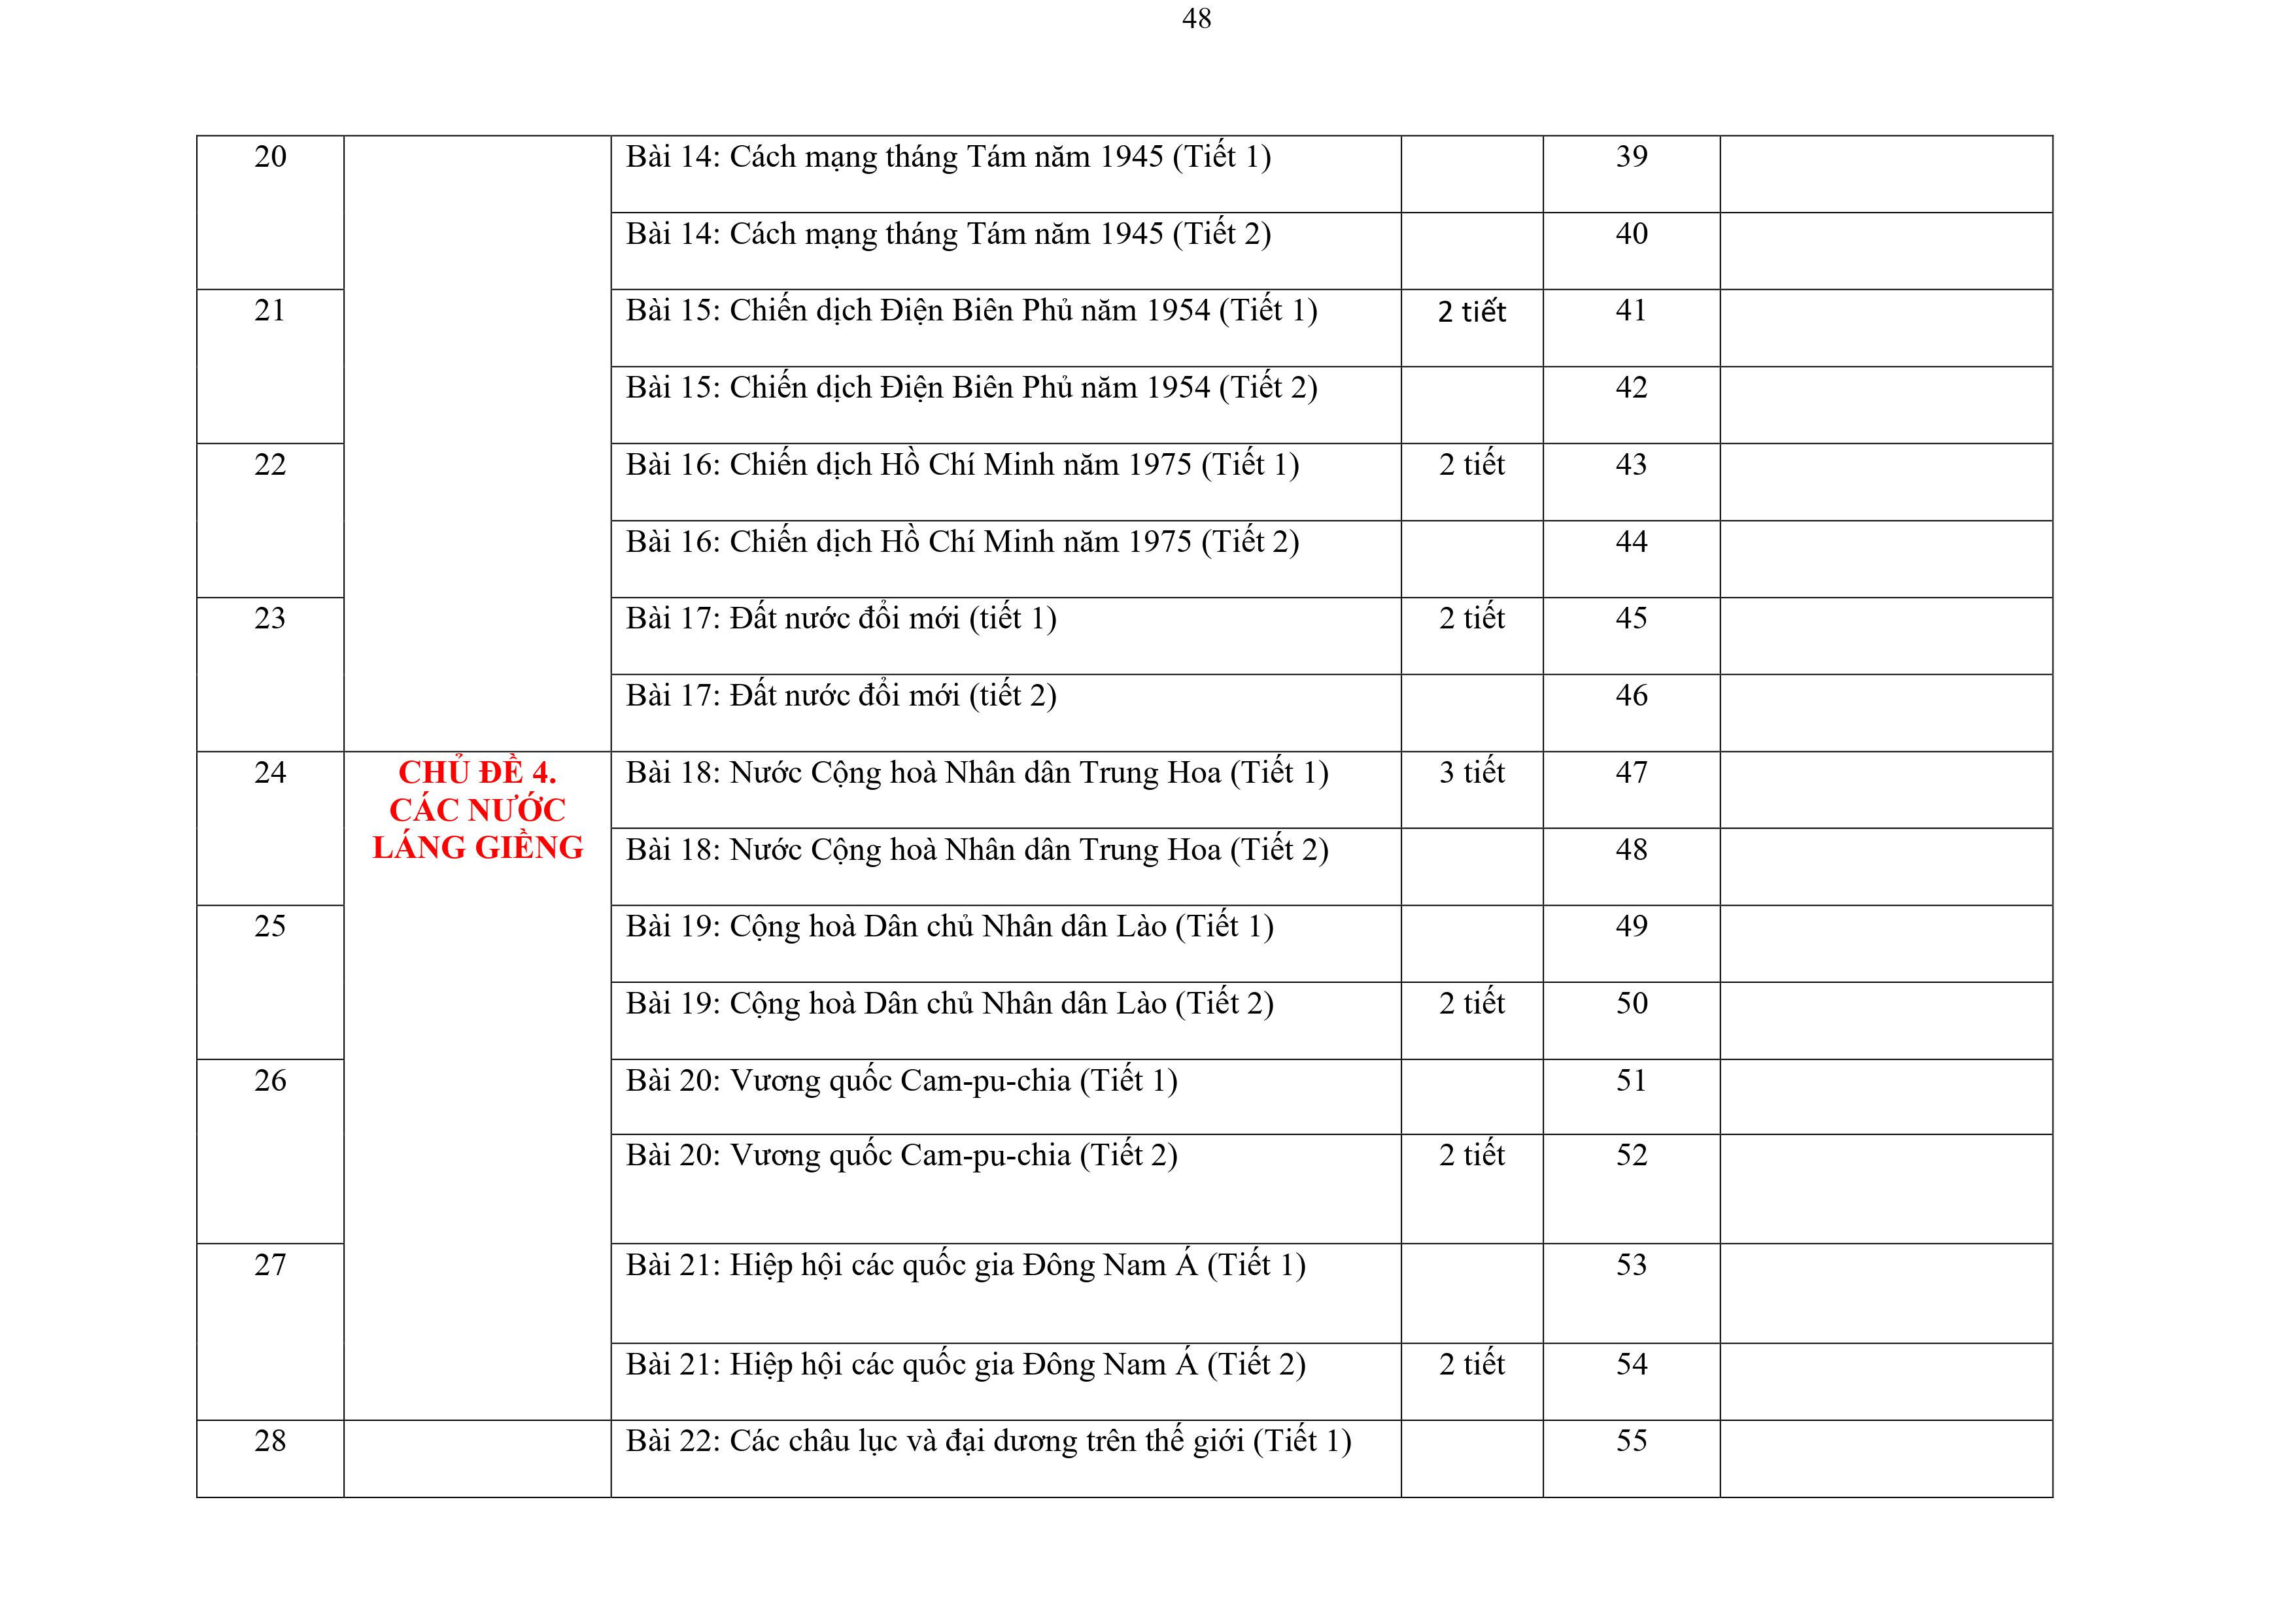 48
20 Bài 14: Cách mạng tháng Tám năm 1945 (Tiết 1) 39
Bài 14: Cách mạng tháng Tám năm 1945 (Tiết 2) 40
21 Bài 15: Chiến dịch Điện Biên Phủ năm 1954 (Tiết 1) 2 tiết 41
Bài 15: Chiến dịch Điện Biên Phủ năm 1954 (Tiết 2) 42
22 Bài 16: Chiến dịch Hồ Chí Minh năm 1975 (Tiết 1) 2 tiết 43
Bài 16: Chiến dịch Hồ Chí Minh năm 1975 (Tiết 2) 44
23 Bài 17: Đất nước đổi mới (tiết 1) 2 tiết 45
Bài 17: Đất nước đổi mới (tiết 2) 46
24 CHỦ ĐỀ 4. Bài 18: Nước Cộng hoà Nhân dân Trung Hoa (Tiết 1) 3 tiết 47
CÁC NƯỚC
LÁNG GIỀNG Bài 18: Nước Cộng hoà Nhân dân Trung Hoa (Tiết 2) 48
25 Bài 19: Cộng hoà Dân chủ Nhân dân Lào (Tiết 1) 49
Bài 19: Cộng hoà Dân chủ Nhân dân Lào (Tiết 2) 2 tiết 50
26 Bài 20: Vương quốc Cam-pu-chia (Tiết 1) 51
Bài 20: Vương quốc Cam-pu-chia (Tiết 2) 2 tiết 52
27 Bài 21: Hiệp hội các quốc gia Đông Nam Á (Tiết 1) 53
Bài 21: Hiệp hội các quốc gia Đông Nam Á (Tiết 2) 2 tiết 54
28 Bài 22: Các châu lục và đại dương trên thế giới (Tiết 1) 55